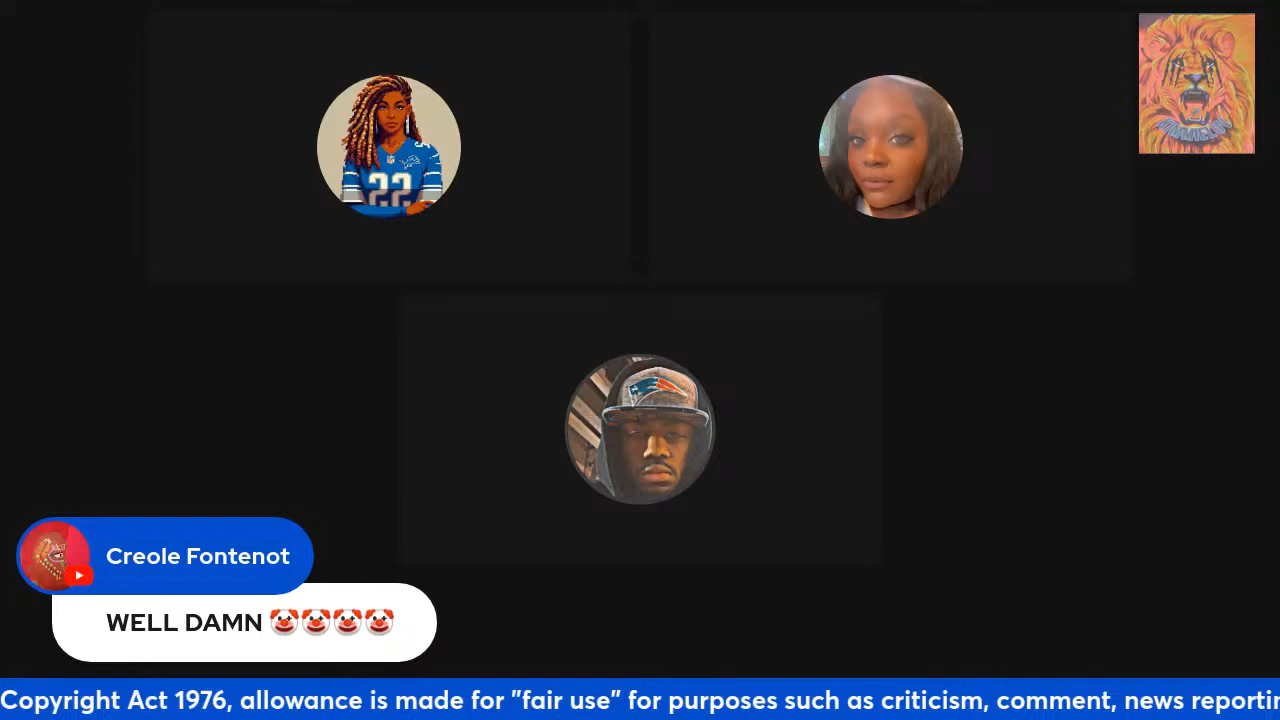 22
Creole Fontenot
WELL DAMN 🤡🤡🤡🤡
Copyright Act 1976, allowance is made for "fair use" for purposes such as criticism, comment, news reportin